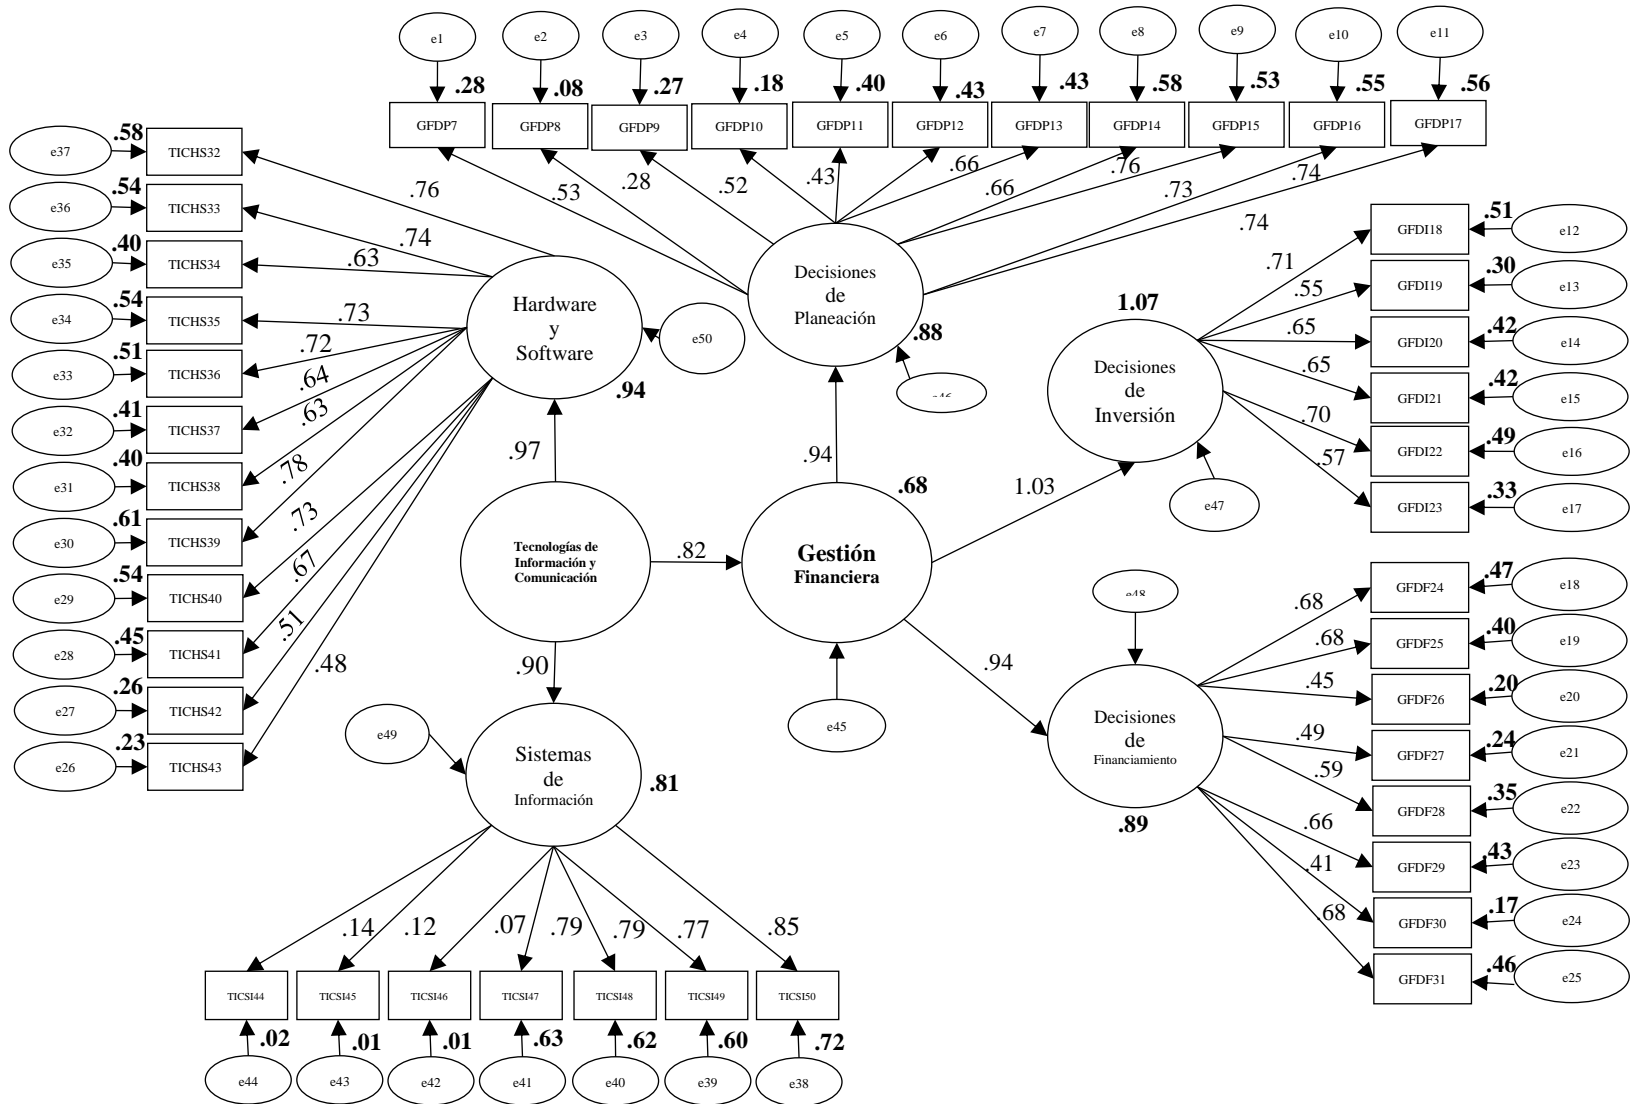 e1
e2
e3
e4
e5
e6
e7
e8
e9
e10
e11
.28
.08
.27
.18
.40
.43
.43
.58
.53
.55
.56
GFDP7
GFDP8
GFDP9
GFDP10
GFDP11
GFDP12
GFDP13
GFDP14
GFDP15
GFDP16
GFDP17
.53
.28
.52
.43
.66
.66
.76
.73
.74
.74
e37
.58
TICHS32
e36
.54
TICHS33
e35
.40
TICHS34
e34
.54
TICHS35
e33
.51
TICHS36
e32
.41
TICHS37
e31
.40
TICHS38
e30
.61
TICHS39
e29
.54
TICHS40
e28
.45
TICHS41
e27
.26
TICHS42
e26
.23
TICHS43
.76
.74
.63
.73
.72
.64
.63
.78
.73
.67
.51
.48
Hardware
y
Software
.94
e50
Decisiones
de
Planeación
.88
Decisiones
de
Inversión
1.07
e47
.71
.55
.65
.65
.70
.57
GFDI18
.51
e12
GFDI19
.30
e13
GFDI20
.42
e14
GFDI21
.42
e15
GFDI22
.49
e16
GFDI23
.33
e17
.97
.94
1.03
.68
Tecnologías de
Información y
Comunicación
.82
Gestión
Financiera
e45
.90
.94
e48
Decisiones
de
Financiamiento
.89
.68
.68
.45
.49
.59
.66
.41
.68
GFDF24
.47
e18
GFDF25
.40
e19
GFDF26
.20
e20
GFDF27
.24
e21
GFDF28
.35
e22
GFDF29
.43
e23
GFDF30
.17
e24
GFDF31
.46
e25
e49
Sistemas
de
Información
.81
.14
.12
.07
.79
.79
.77
.85
TICSI44
TICSI45
TICSI46
TICSI47
TICSI48
TICSI49
TICSI50
.02
.01
.01
.63
.62
.60
.72
e44
e43
e42
e41
e40
e39
e38